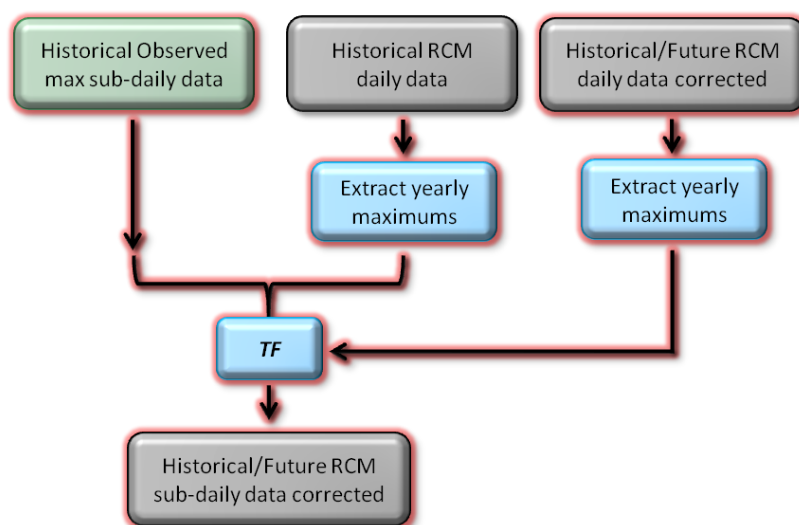 Historical Observed
max sub-daily data
Historical RCM
daily data
Historical/Future RCM
daily data corrected
Extract yearly
maximums
Extract yearly
maximums
TF
Historical/Future RCM
sub-daily data corrected